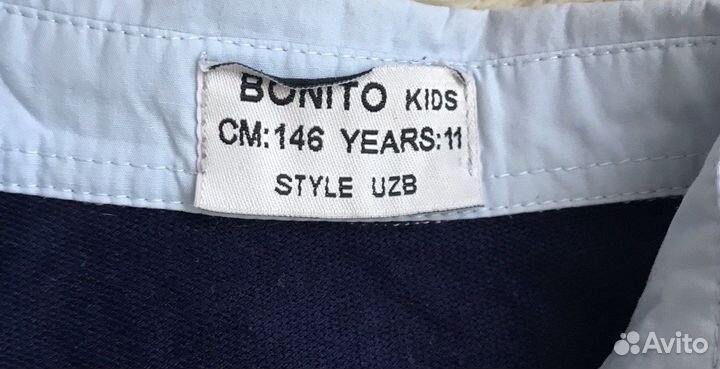 BONITO KIDS
CM:146 YEARS:11
STYLE UZB
Avito